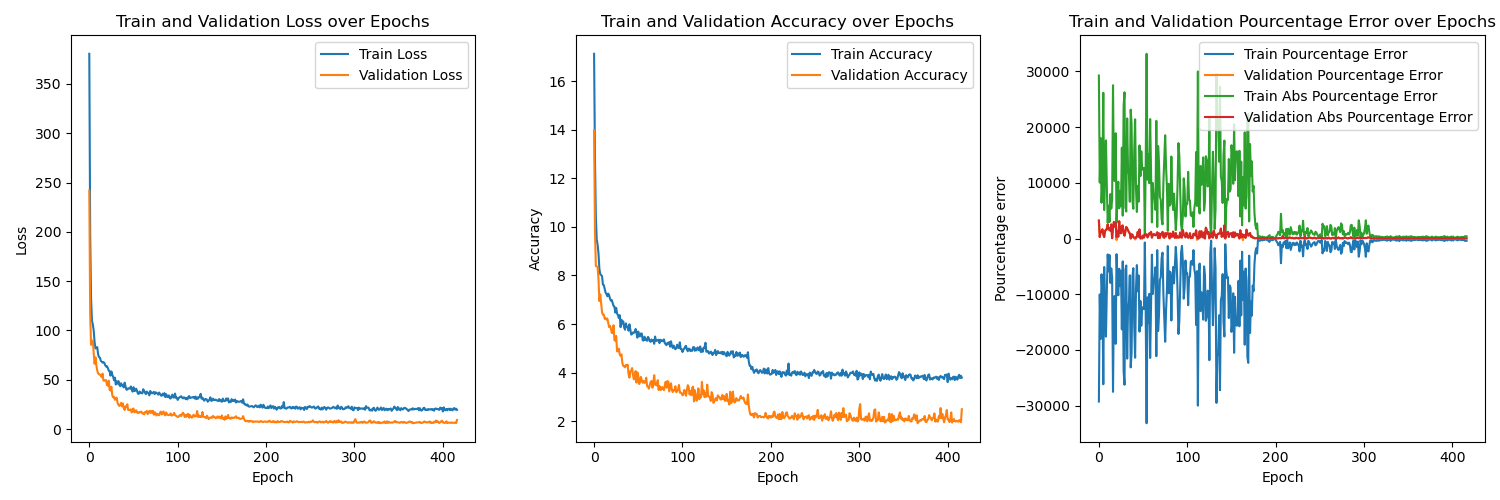 Train and Validation Loss over Epochs
Train Loss
Validation Loss
350
300
250
200
150
100
50
0
Loss
0 100 200 300 400
Epoch
Train and Validation Accuracy over Epochs
Train Accuracy
Validation Accuracy
16
14
12
10
8
6
4
2
Accuracy
0 100 200 300 400
Epoch
Train and Validation Pourcentage Error over Epochs
Train Pourcentage Error
Validation Pourcentage Error
Train Abs Pourcentage Error
Validation Abs Pourcentage Error
30000
20000
10000
0
−10000
−20000
−30000
Pourcentage error
0 100 200 300 400
Epoch